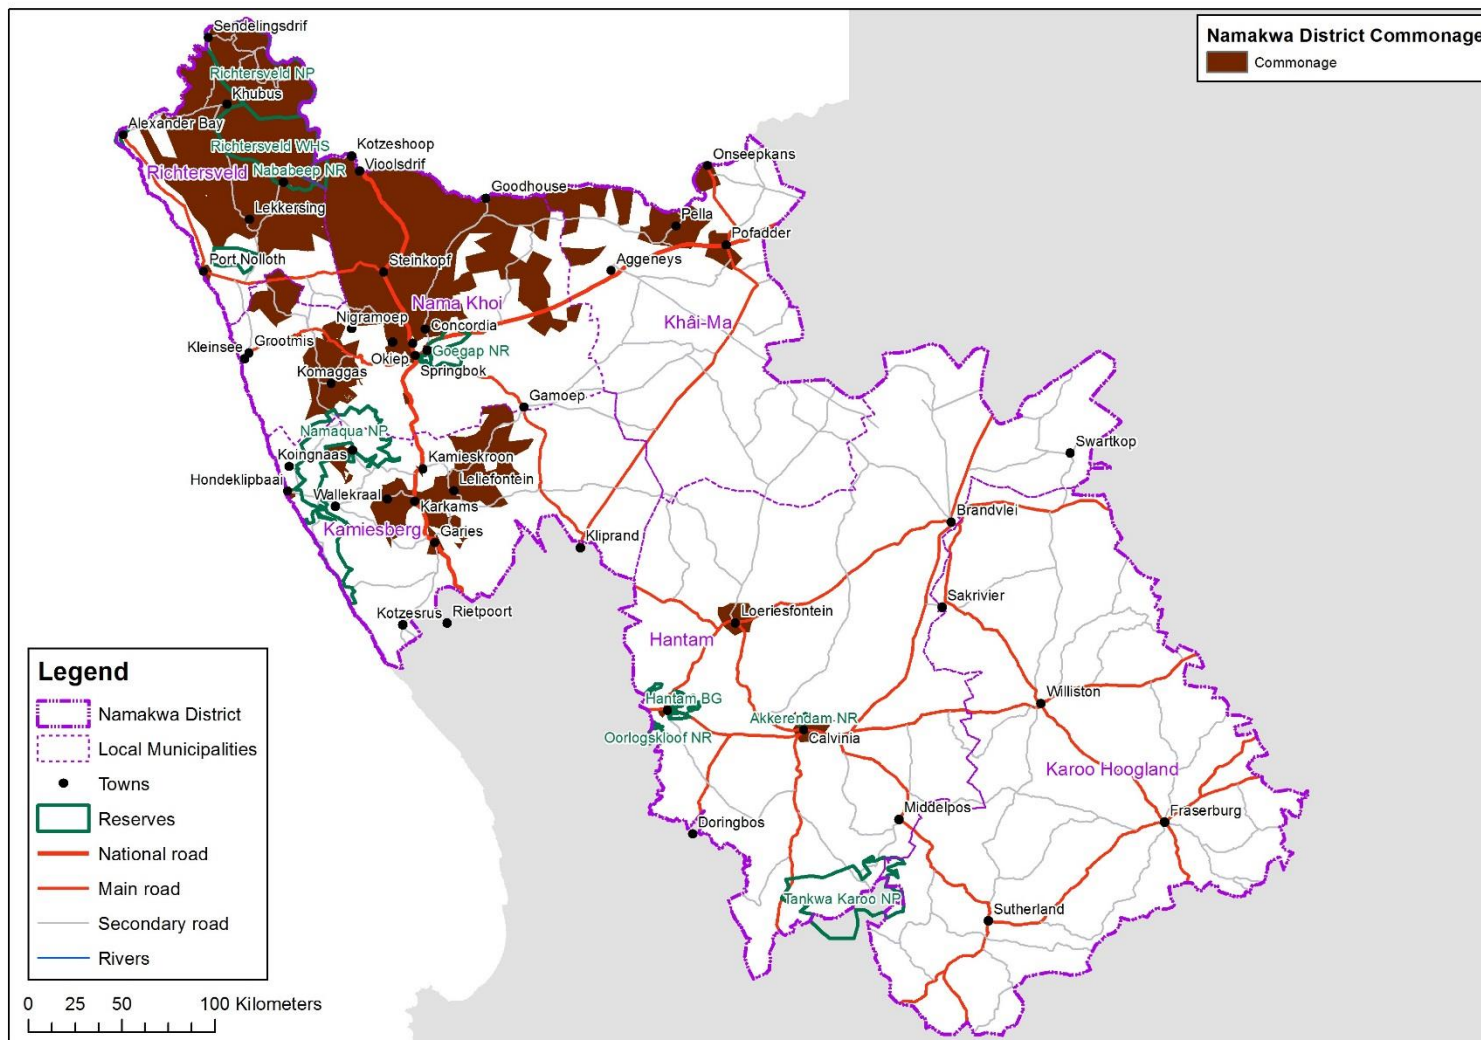 Namakwa District Commonage
Commonage
Sendelingsdrif
Richtersveld NP
Khubus
Alexander Bay
Richtersveld WHS
Kotzeshoop
Vioolsdrif
Richtersveld
Nababeep NR
Onseepkans
Goodhouse
Lekkersing
Pella
Pofadder
Port Nolloth
Steinkopf
Aggeneys
Nama Khoi
Khâi-Ma
Nigramoep
Concordia
Kleinsee
Grootmis
Okiep
Goegap NR
Komaggas
Springbok
Gamoep
Namaqua NP
Koingnaas
Kamieskroon
Swartkop
Hondeklipbaai
Wallekraal
Leliefontein
Karkams
Kamiesberg
Garies
Brandvlei
Kliprand
Kotzesrus
Rietpoort
Loeriesfontein
Sakrivier
Hantam
Hantam BG
Williston
Akkerendam NR
Oorlogskloof NR
Calvinia
Karoo Hoogland
Middelpos
Fraserburg
Doringbos
Tankwa Karoo NP
Sutherland
Legend
Namakwa District
Local Municipalities
Towns
Reserves
National road
Main road
Secondary road
Rivers
0 25 50 100 Kilometers